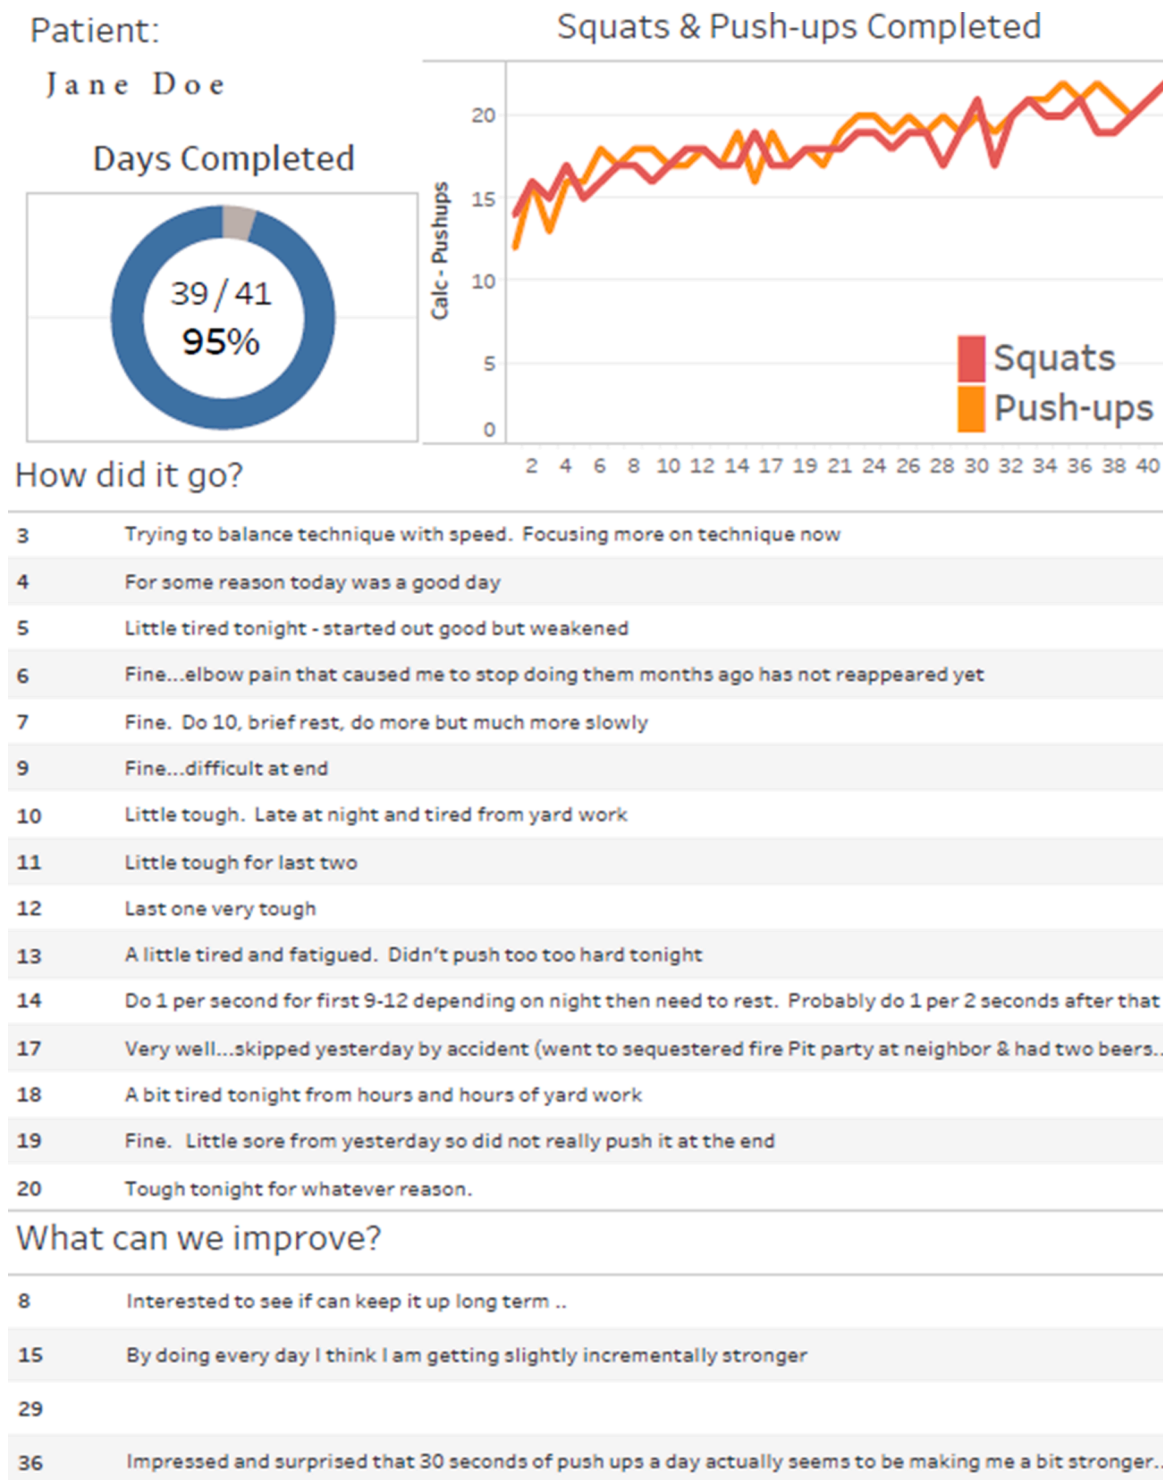 Patient:
Jane Doe
Days Completed
39 / 41
95%
Squats & Push-ups Completed
Calc - Pushups
20
15
10
5
0
Squats
Push-ups
2 4 6 8 10 12 14 17 19 21 24 26 28 30 32 34 36 38 40
How did it go?
3 Trying to balance technique with speed. Focusing more on technique now
4 For some reason today was a good day
5 Little tired tonight - started out good but weakened
6 Fine...elbow pain that caused me to stop doing them months ago has not reappeared yet
7 Fine. Do 10, brief rest, do more but much more slowly
9 Fine...difficult at end
10 Little tough. Late at night and tired from yard work
11 Little tough for last two
12 Last one very tough
13 A little tired and fatigued. Didn't push too too hard tonight
14 Do 1 per second for first 9-12 depending on night then need to rest. Probably do 1 per 2 seconds after that
17 Very well...skipped yesterday by accident (went to sequestered fire Pit party at neighbor & had two beers..
18 A bit tired tonight from hours and hours of yard work
19 Fine. Little sore from yesterday so did not really push it at the end
20 Tough tonight for whatever reason.
What can we improve?
8 Interested to see if can keep it up long term ..
15 By doing every day I think I am getting slightly incrementally stronger
29
36 Impressed and surprised that 30 seconds of push ups a day actually seems to be making me a bit stronger..